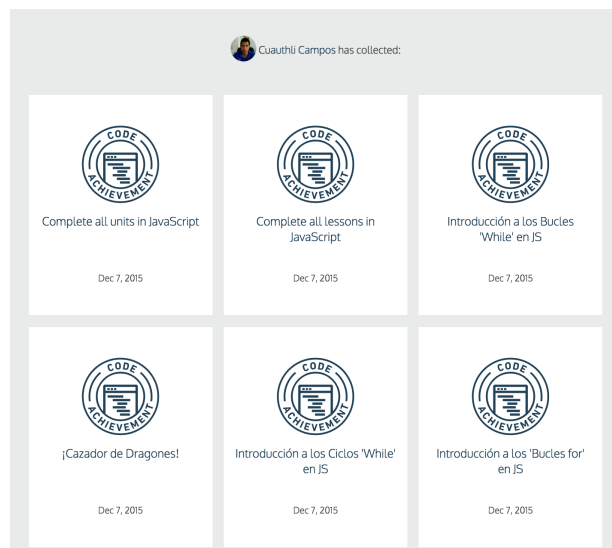 Cuauthli Campos has collected:
CODE
ACHIEVEMENT
Complete all units in JavaScript
Dec 7, 2015
CODE
ACHIEVEMENT
Complete all lessons in
JavaScript
Dec 7, 2015
CODE
ACHIEVEMENT
Introducción a los Bucles
'While' en JS
Dec 7, 2015
CODE
ACHIEVEMENT
¡Cazador de Dragones!
Dec 7, 2015
CODE
ACHIEVEMENT
Introducción a los Ciclos 'While'
en JS
Dec 7, 2015
CODE
ACHIEVEMENT
Introducción a los 'Bucles for'
en JS
Dec 7, 2015